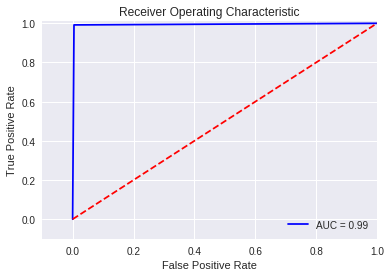 Receiver Operating Characteristic
True Positive Rate
1.0
0.8
0.6
0.4
0.2
0.0
AUC = 0.99
0.0 0.2 0.4 0.6 0.8 1.0
False Positive Rate